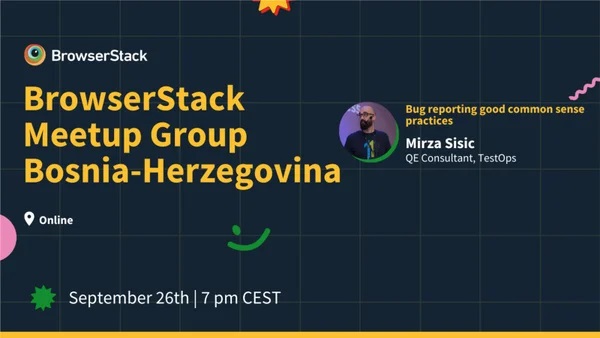 BrowserStack
BrowserStack
Meetup Group
Bosnia-Herzegovina
Online
September 26th | 7 pm CEST
Bug reporting good common sense
practices
Mirza Sisic
QE Consultant, TestOps